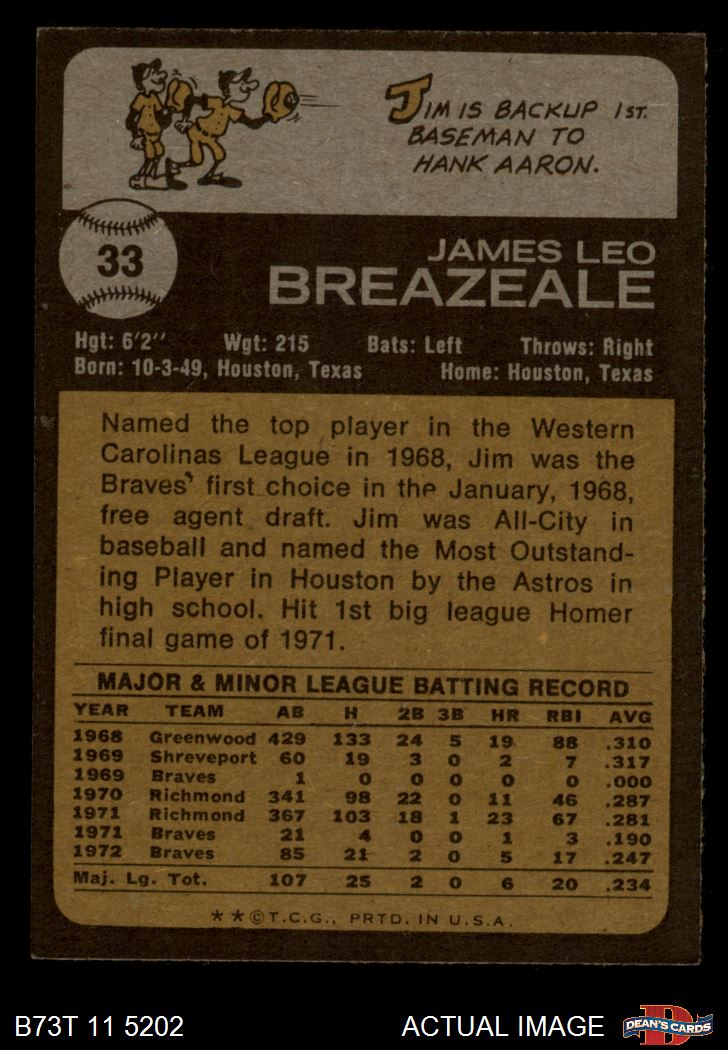 JIM IS BACKUP 1ST.
BASEMAN TO
HANK AARON.
33
JAMES LEO
BREAZEALE
Hgt: 6'2" Wgt: 215 Bats: Left Throws: Right
Born: 10-3-49, Houston, Texas Home: Houston, Texas
Named the top player in the Western
Carolinas League in 1968, Jim was the
Braves' first choice in the January, 1968,
free agent draft. Jim was All-City in
baseball and named the Most Outstand-
ing Player in Houston by the Astros in
high school. Hit 1st big league Homer
final game of 1971.
MAJOR & MINOR LEAGUE BATTING RECORD
YEAR TEAM AB H 2B 3B HR RBI AVG
1968 Greenwood 429 133 24 5 19 88 .310
1969 Shreveport 60 19 3 0 2 7 .317
1969 Braves 1 0 0 0 0 0 .000
1970 Richmond 341 98 22 0 11 46 .287
1971 Richmond 367 103 18 1 23 67 .281
1971 Braves 21 4 0 0 1 3 .190
1972 Braves 85 21 2 0 5 17 .247
Maj. Lg. Tot. 107 25 2 0 6 20 .234
**©T.C.G., PRTD. IN U.S.A.
B73T 11 5202 ACTUAL IMAGE DEAN'S CARDS